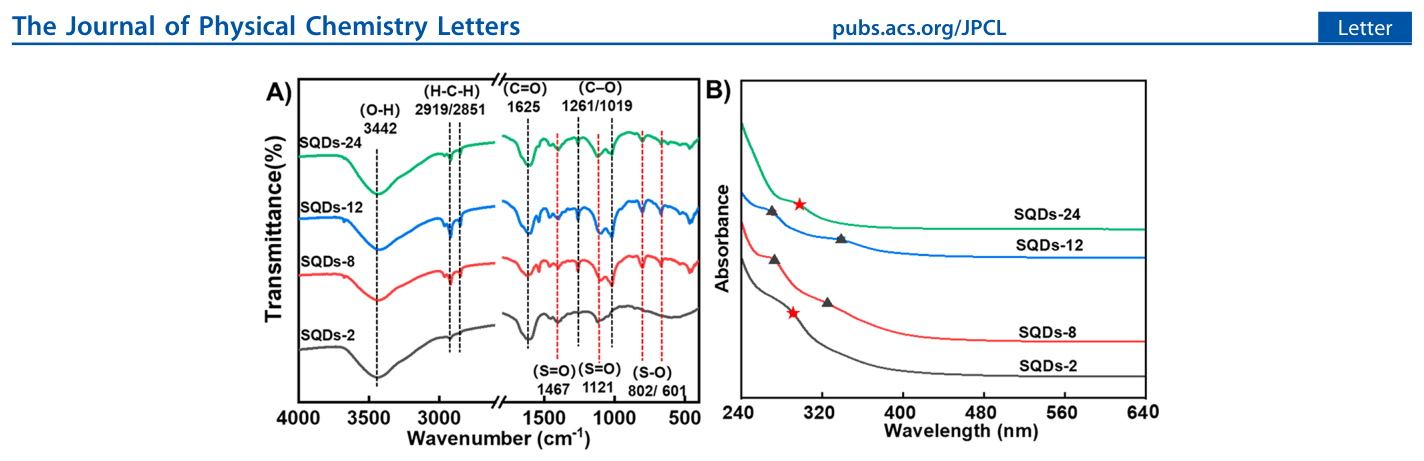 The Journal of Physical Chemistry Letters
pubs.acs.org/JPCL
Letter
A)
(O-H)
3442
(H-C-H)
2919/2851
(C=O)
1625
(C–O)
1261/1019
SQDs-24
SQDs-12
SQDs-8
SQDs-2
(S=O)
1467
(S=O)
1121
(S-O)
802/ 601
Transmittance(%)
4000 3500 3000 1500 1000 500
Wavenumber (cm-1)
B)
SQDs-24
SQDs-12
SQDs-8
SQDs-2
Absorbance
240 320 400 480 560 640
Wavelength (nm)